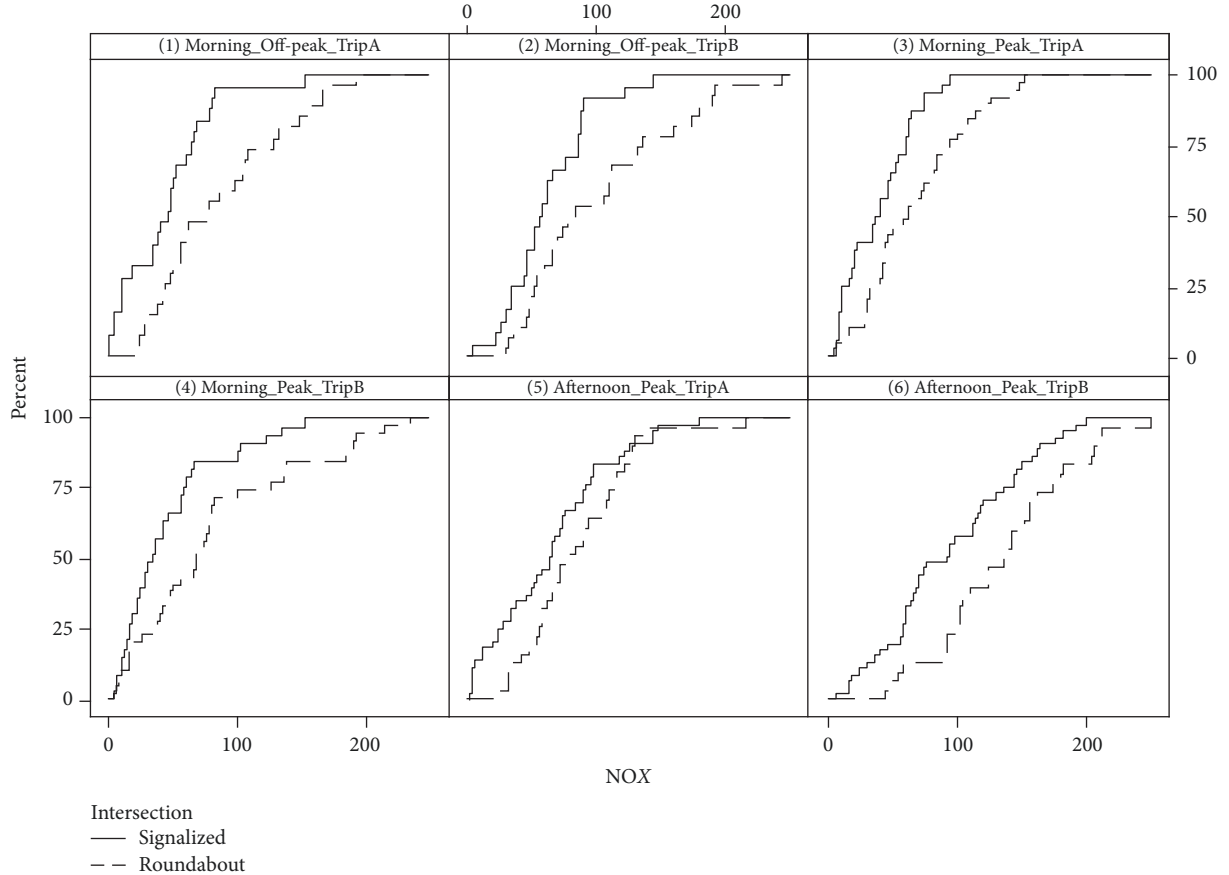 0 100 200
(1) Morning_Off-peak_TripA (2) Morning_Off-peak_TripB (3) Morning_Peak_TripA
100
75
50
25
0
Percent
(4) Morning_Peak_TripB (5) Afternoon_Peak_TripA (6) Afternoon_Peak_TripB
100
75
50
25
0
0 100 200 0 100 200
NOX
Intersection
Signalized
Roundabout